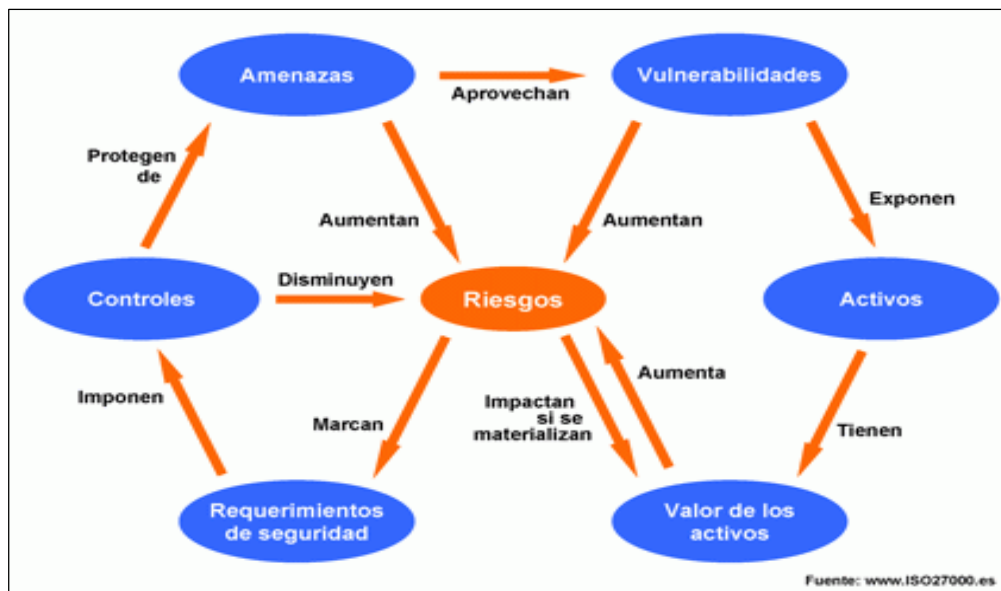 Amenazas
Aprovechan
Vulnerabilidades
Protegen
de
Aumentan
Aumentan
Exponen
Controles
Disminuyen
Riesgos
Activos
Imponen
Marcan
Impactan
si se
materializan
Aumenta
Tienen
Requerimientos
de seguridad
Valor de los
activos
Fuente: www.ISO27000.es